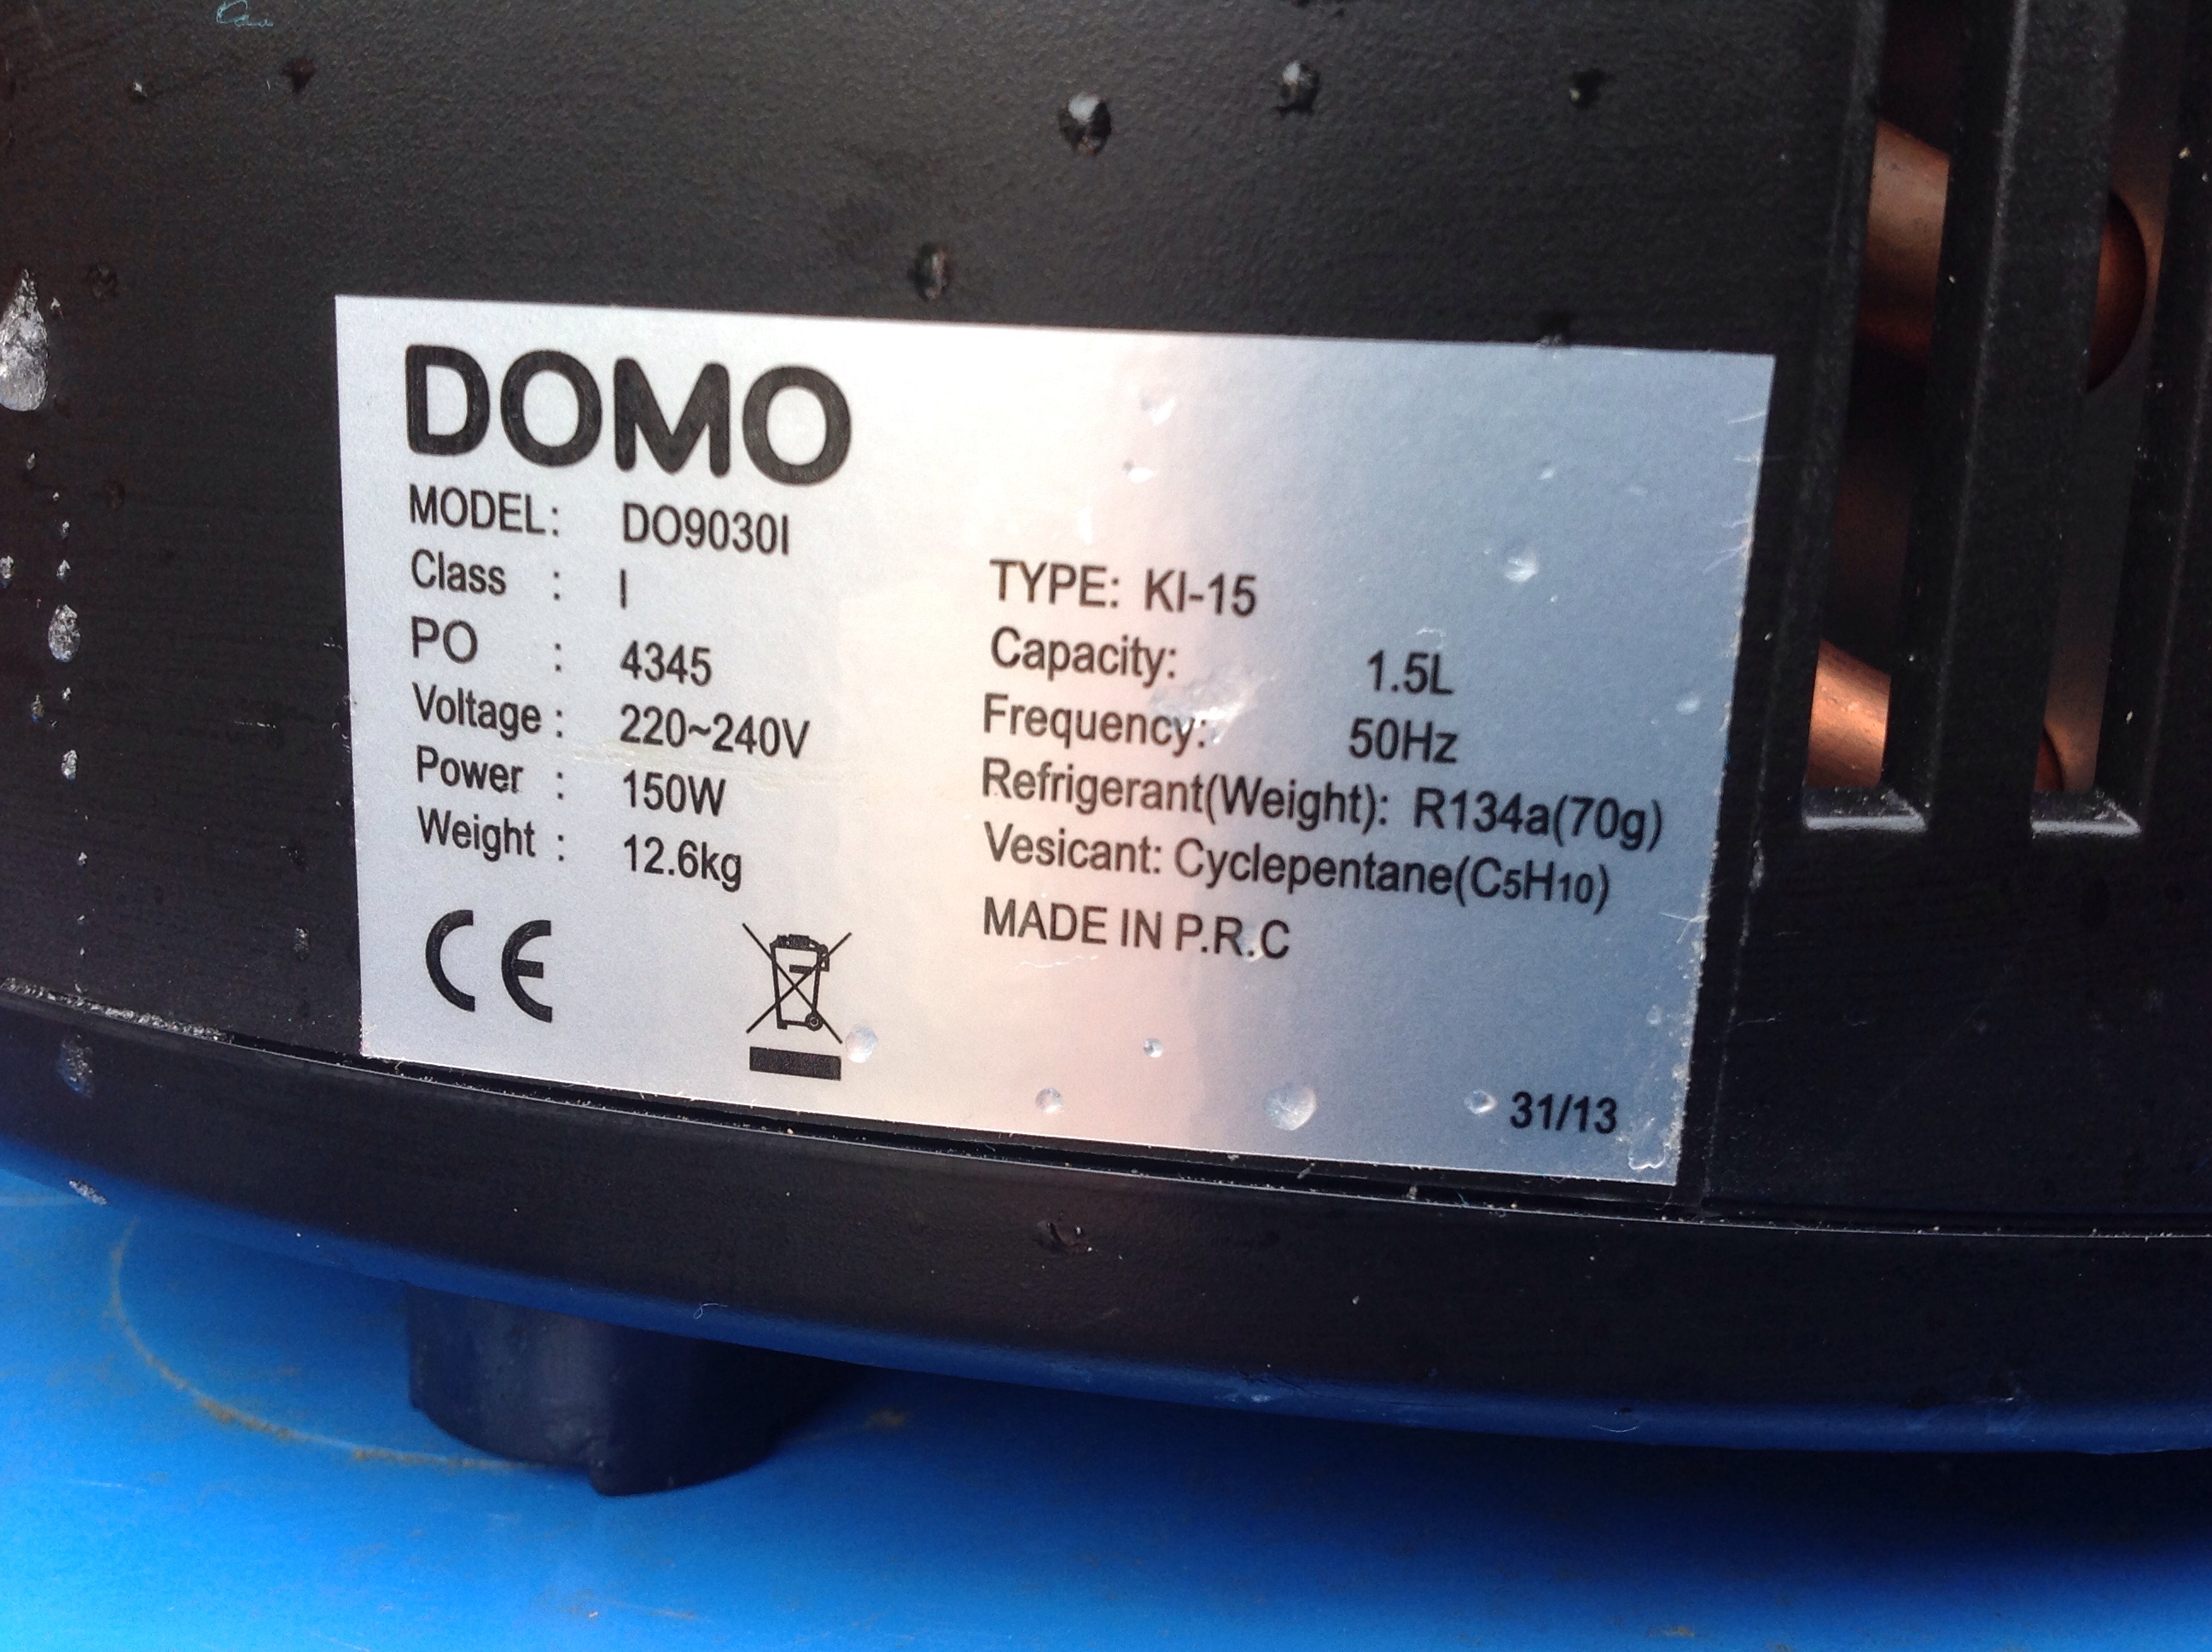 DOMO
MODEL: DO9030I
Class : I
PO : 4345
Voltage : 220~240V
Power : 150W
Weight : 12.6kg
TYPE: KI-15
Capacity: 1.5L
Frequency: 50Hz
Refrigerant(Weight): R134a(70g)
Vesicant: Cyclepentane(C5H10)
MADE IN P.R.C
CE
31/13